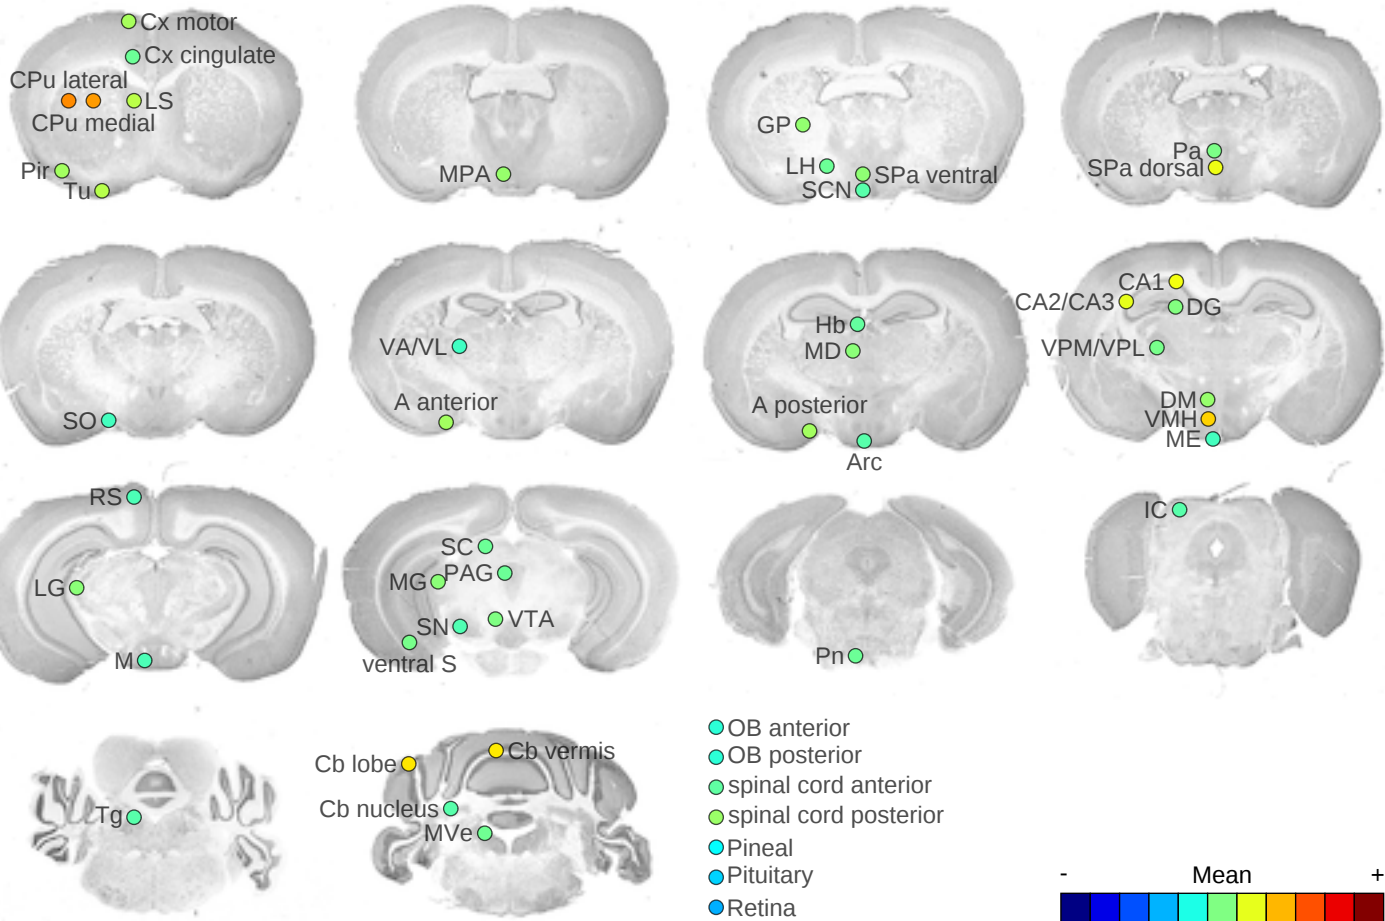 Cx motor
Cx cingulate
CPu lateral
LS
CPu medial
Pir
Tu
MPA
GP
LH
SPa ventral
SCN
Pa
SPa dorsal
SO
VA/VL
A anterior
Hb
MD
A posterior
Arc
CA1
CA2/CA3
DG
VPM/VPL
DM
VMH
ME
RS
LG
M
SC
PAG
MG
VTA
SN
ventral S
Pn
IC
Tg
Cb vermis
Cb lobe
Cb nucleus
MVe
OB anterior
OB posterior
spinal cord anterior
spinal cord posterior
Pineal
Pituitary
Retina
- Mean +